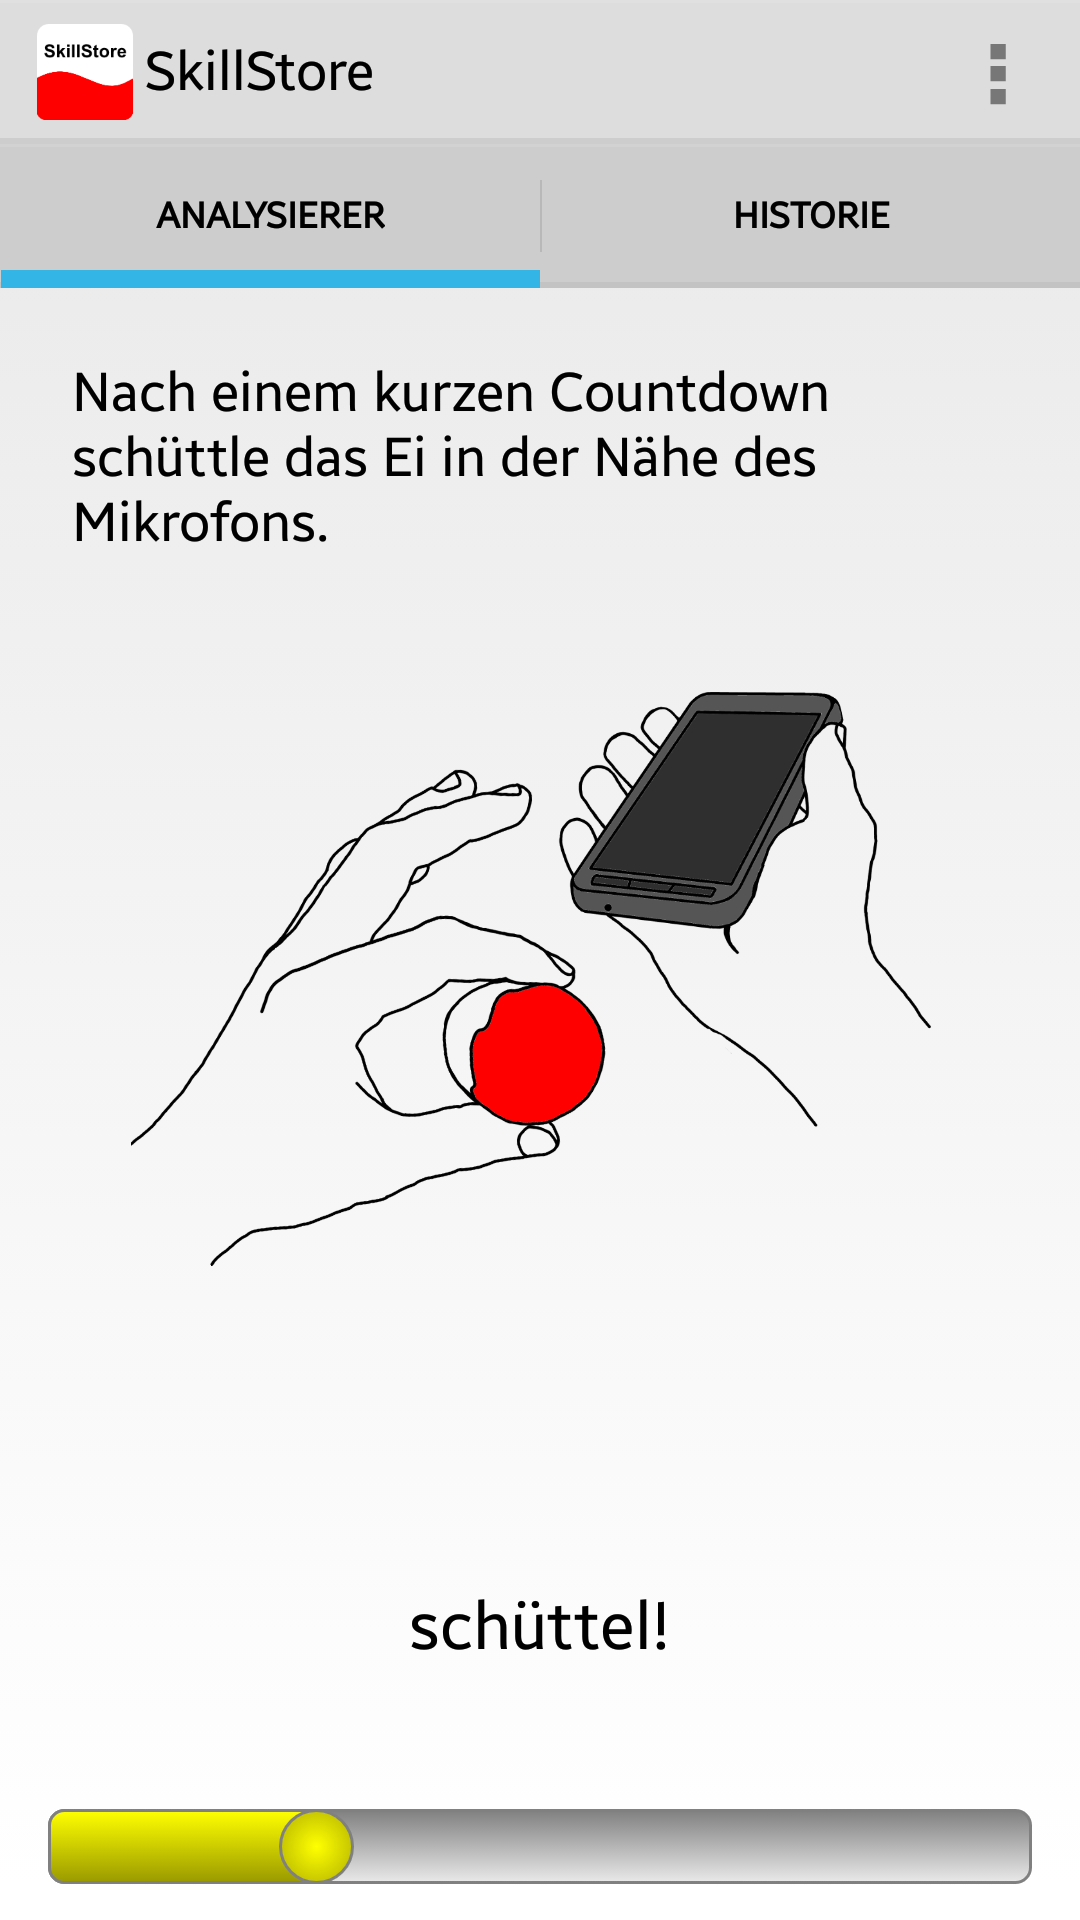 SkillStore
SkillStore
ANALYSIERER
HISTORIE
Nach einem kurzen Countdown
schüttle das Ei in der Nähe des
Mikrofons.
schüttel!